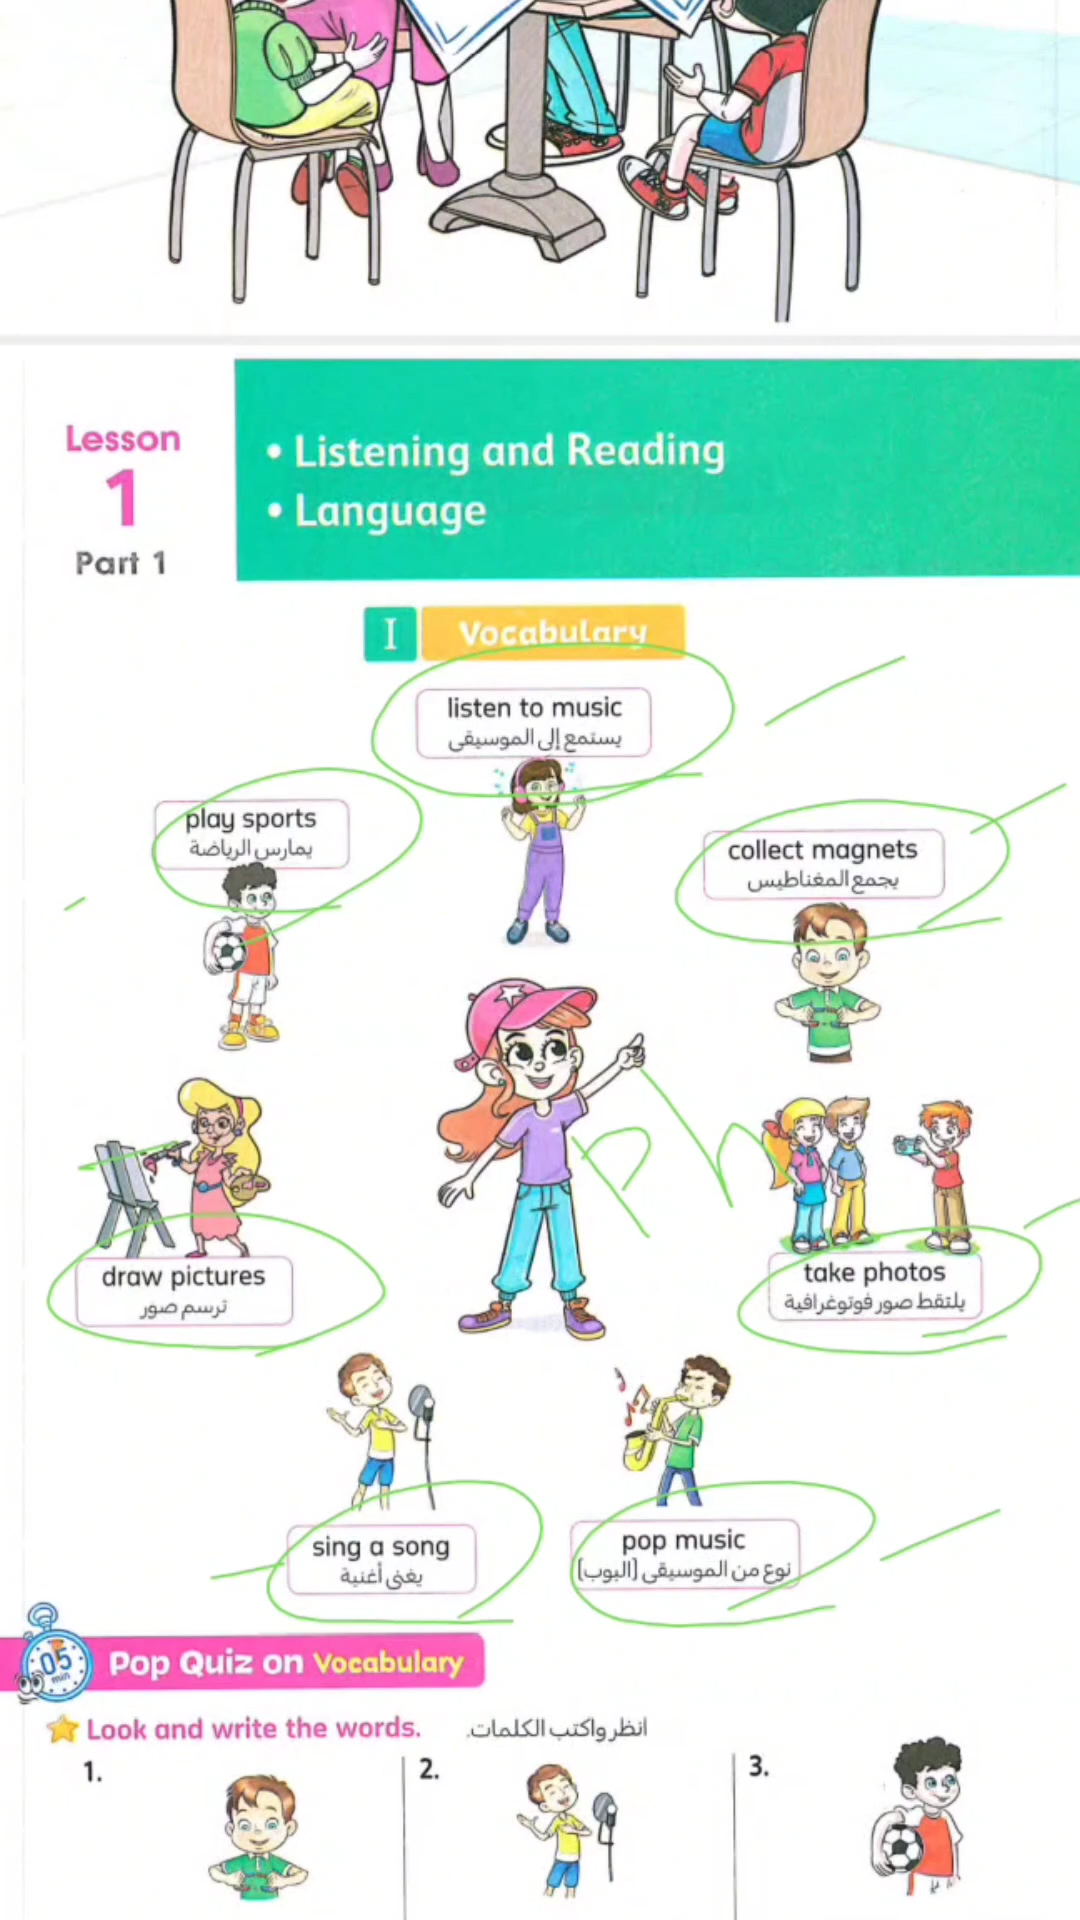 Lesson
1
Part 1
• Listening and Reading
• Language
I Vocabulary
listen to music
يستمع إلى الموسيقى
play sports
يمارس الرياضة
collect magnets
يجمع المغناطيس
Ph
draw pictures
ترسم صور
take photos
يلتقط صور فوتوغرافية
sing a song
يغنى أغنية
pop music
نوع من الموسيقى (البوب)
05
min
Pop Quiz on Vocabulary
Look and write the words. انظر واكتب الكلمات.
1. 2. 3.